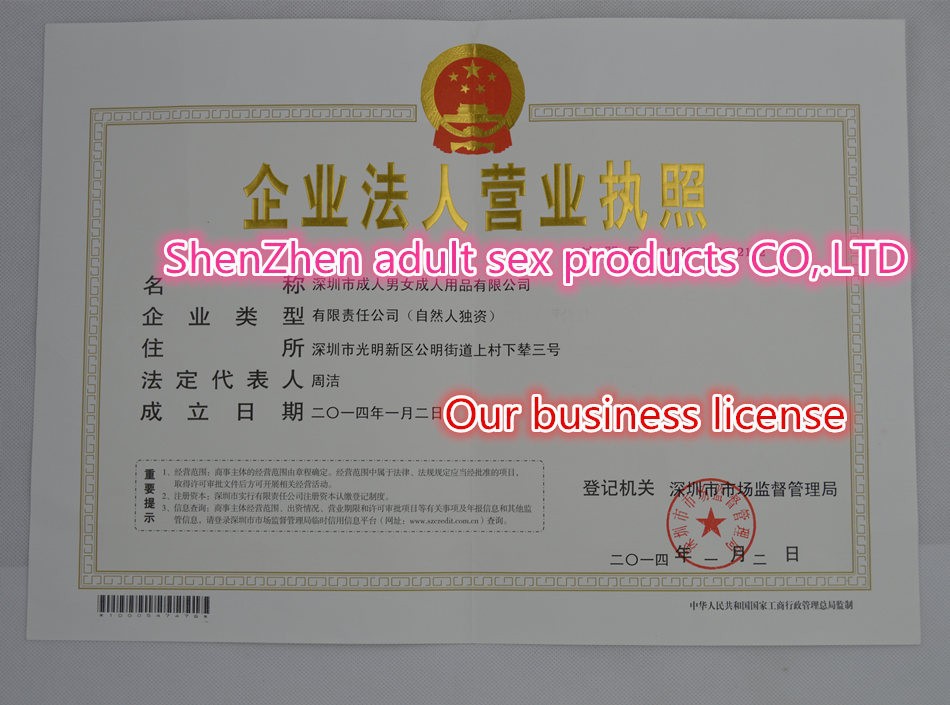 企业法人营业执照
ShenZhen adult sex products CO,.LTD
名 称 深圳市成人男女成人用品有限公司
企业类型 有限责任公司（自然人独资）
住 所 深圳市光明新区公明街道上村下辇三号
法定代表人 周洁
成立日期 二〇一四年一月二日
Our business license
重要提示
1、经营范围：商事主体的经营范围由章程确定。经营范围中属于法律、法规规定应当经批准的项目，
取得许可审批文件后方可开展相关经营活动。
2、注册资本：深圳市实行有限责任公司注册资本认缴登记制度。
3、信息查询：商事主体经营范围、出资情况、营业期限和许可审批项目等有关事项及年报信息和其他监
管信息，请登录深圳市市场监督管理局临时信用信息平台（网址：www.szcredit.com.cn）查询。
登记机关 深圳市市场监督管理局
二〇一四 年 一 月 二 日
中华人民共和国国家工商行政管理总局监制